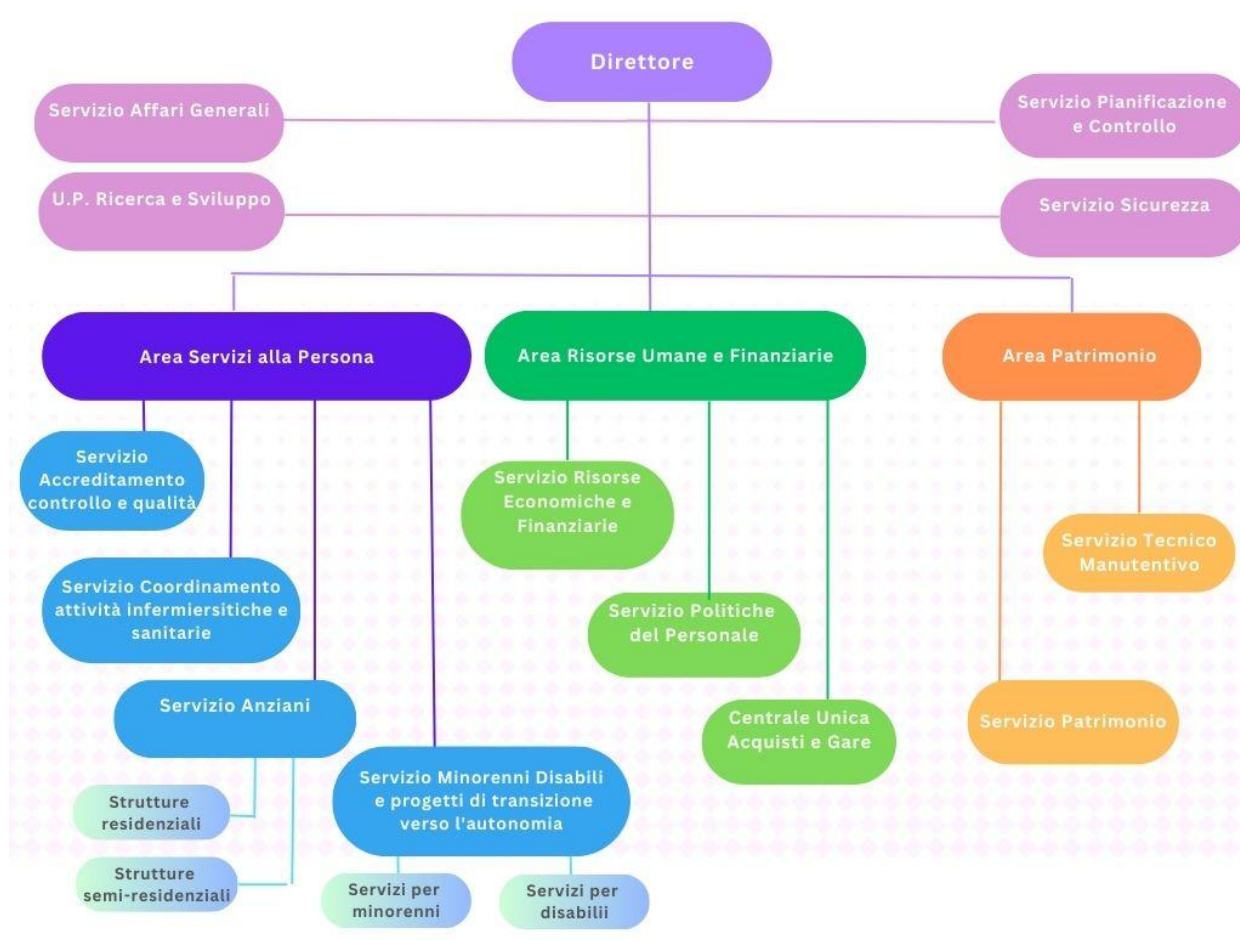 Direttore
Servizio Affari Generali
Servizio Pianificazione
e Controllo
U.P. Ricerca e Sviluppo
Servizio Sicurezza
Area Servizi alla Persona
Area Risorse Umane e Finanziarie
Area Patrimonio
Servizio
Accreditamento
controllo e qualità
Servizio Coordinamento
attività infermiersitiche e
sanitarie
Servizio Anziani
Strutture
residenziali
Strutture
semi-residenziali
Servizio Minorenni Disabili
e progetti di transizione
verso l'autonomia
Servizi per
minorenni
Servizi per
disabilii
Servizio Risorse
Economiche e
Finanziarie
Servizio Politiche
del Personale
Centrale Unica
Acquisti e Gare
Servizio Tecnico
Manutentivo
Servizio Patrimonio